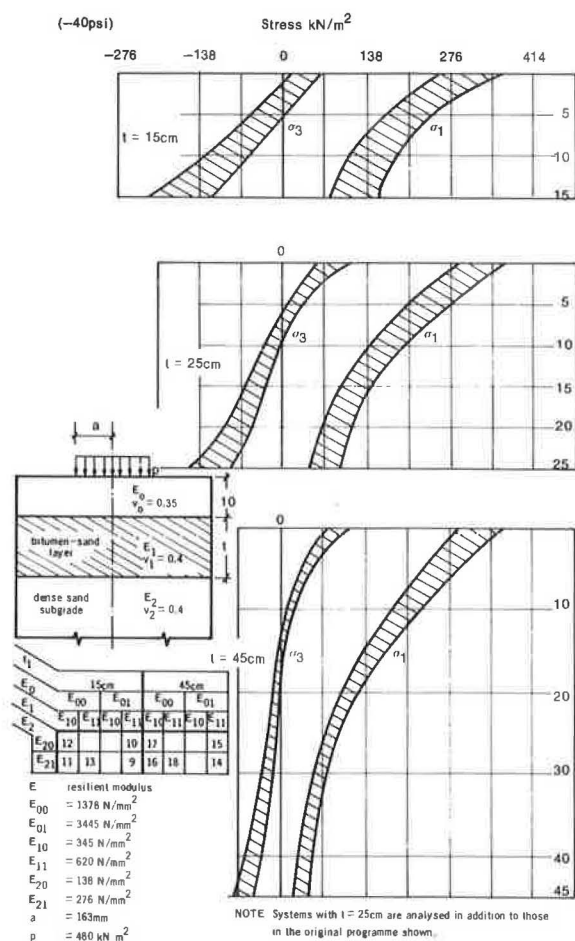 (−40psi) Stress kN/m²
−276 −138 0 138 276 414
t = 15cm
σ3
σ1
5
10
15
0
t = 25cm
σ3
σ1
5
10
15
20
25
0
t = 45cm
σ3
σ1
10
20
30
40
45
a
p
E0
v0 = 0.35
10
bitumen-sand
layer
E1
v1 = 0.4
t
dense sand
subgrade
E2
v2 = 0.4
t1
E0
E1
E2
15cm 45cm
E00 E01 E00 E01
E10 E11 E10 E11 E10 E11 E10 E11
E20 12 10 17 15
E21 11 13 9 16 18 14
E resilient modulus
E00 = 1378 N/mm²
E01 = 3445 N/mm²
E10 = 345 N/mm²
E11 = 620 N/mm²
E20 = 138 N/mm²
E21 = 276 N/mm²
a = 163mm
p = 480 kN m²
NOTE Systems with t = 25cm are analysed in addition to those
in the original programme shown.